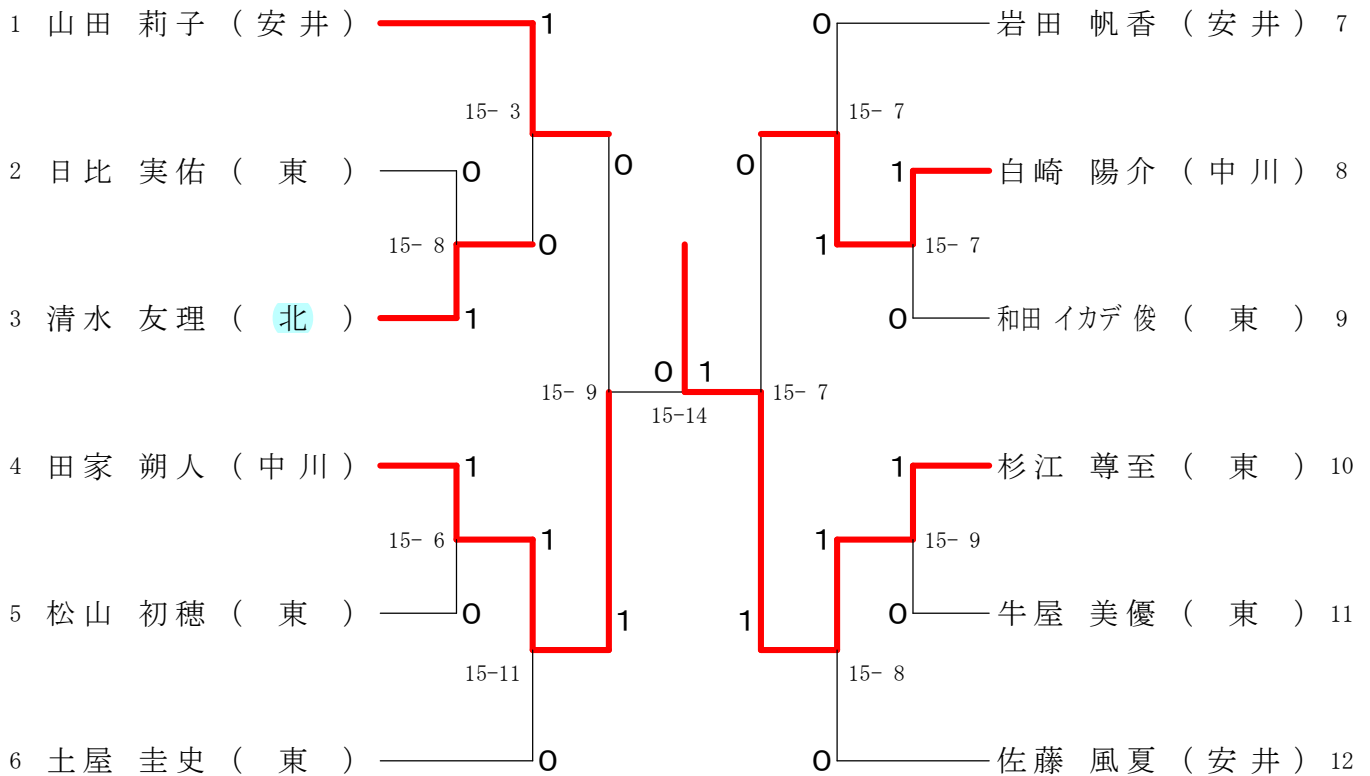 1 山田 莉子 ( 安井 ) 1 0 岩田 帆香 ( 安井 ) 7
15- 3 15- 7
2 日比 実佑 ( 東 ) 0 0 0 1 白崎 陽介 ( 中川 ) 8
15- 8 0 1 15- 7
3 清水 友理 ( 北 ) 1 0 和田 イカデ 俊 ( 東 ) 9
15- 9 0 1 15- 7
15-14
4 田家 朔人 ( 中川 ) 1 1 杉江 尊至 ( 東 ) 10
15- 6 1 1 15- 9
5 松山 初穂 ( 東 ) 0 1 1 0 牛屋 美優 ( 東 ) 11
15-11 15- 8
6 土屋 圭史 ( 東 ) 0 0 佐藤 風夏 ( 安井 ) 12